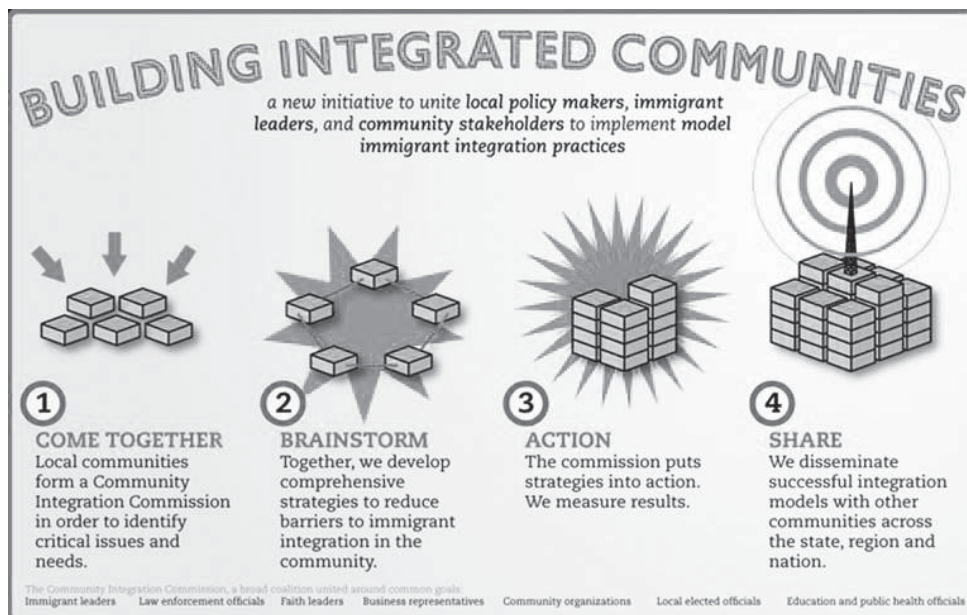 BUILDING INTEGRATED COMMUNITIES
a new initiative to unite local policy makers, immigrant
leaders, and community stakeholders to implement model
immigrant integration practices
1
COME TOGETHER
Local communities
form a Community
Integration Commission
in order to identify
critical issues and
needs.
2
BRAINSTORM
Together, we develop
comprehensive
strategies to reduce
barriers to immigrant
integration in the
community.
3
ACTION
The commission puts
strategies into action.
We measure results.
4
SHARE
We disseminate
successful integration
models with other
communities across
the state, region and
nation.
The Community Integration Commission, a broad coalition united around common goals:
Immigrant leaders Law enforcement officials Faith leaders Business representatives Community organizations Local elected officials Education and public health officials